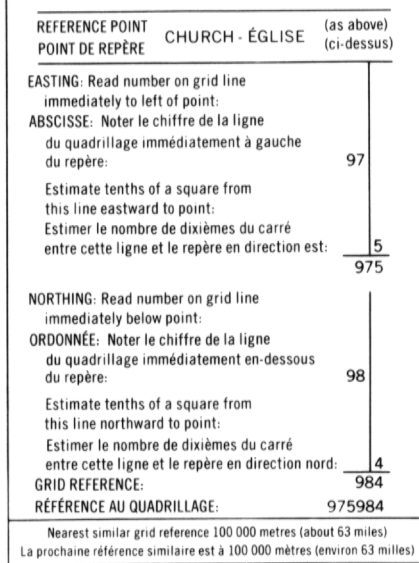 REFERENCE POINT CHURCH - ÉGLISE (as above)
POINT DE REPÈRE (ci-dessus)
EASTING: Read number on grid line
immediately to left of point:
ABSCISSE: Noter le chiffre de la ligne
du quadrillage immédiatement à gauche
du repère: 97
Estimate tenths of a square from
this line eastward to point:
Estimer le nombre de dixièmes du carré
entre cette ligne et le repère en direction est: 5
975
NORTHING: Read number on grid line
immediately below point:
ORDONNÉE: Noter le chiffre de la ligne
du quadrillage immédiatement en-dessous
du repère: 98
Estimate tenths of a square from
this line northward to point:
Estimer le nombre de dixièmes du carré
entre cette ligne et le repère en direction nord: 4
GRID REFERENCE: 984
RÉFÉRENCE AU QUADRILLAGE: 975984
Nearest similar grid reference 100 000 metres (about 63 miles)
La prochaine référence similaire est à 100 000 mètres (environ 63 milles)